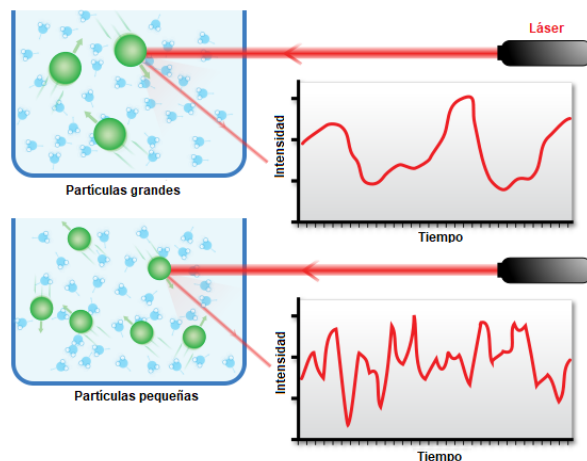 Láser
Intensidad
Partículas grandes
Tiempo
Intensidad
Partículas pequeñas
Tiempo